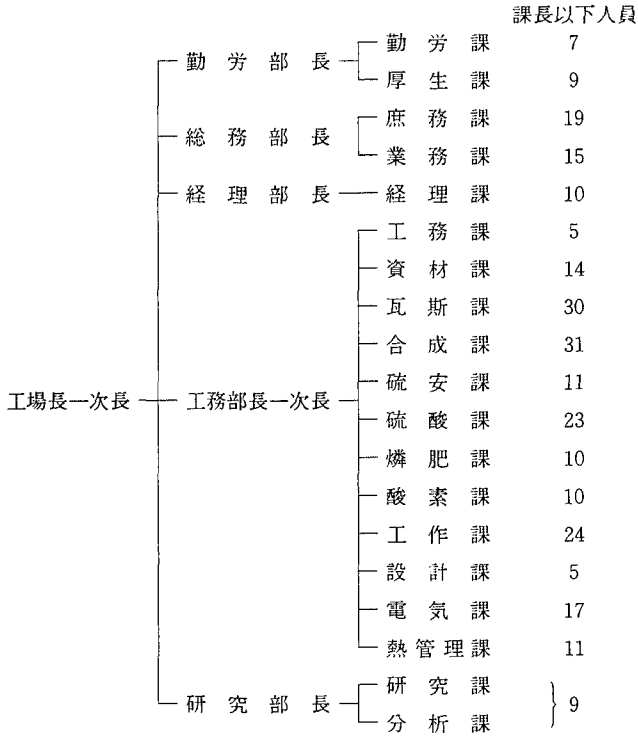 課長以下人員
勤労部長 勤労課 7
厚生課 9
総務部長 庶務課 19
業務課 15
経理部長 経理課 10
工務課 5
資材課 14
瓦斯課 30
合成課 31
硫安課 11
工場長一次長 工務部長一次長 硫酸課 23
燐肥課 10
酸素課 10
工作課 24
設計課 5
電気課 17
熱管理課 11
研究部長 研究課 9
分析課